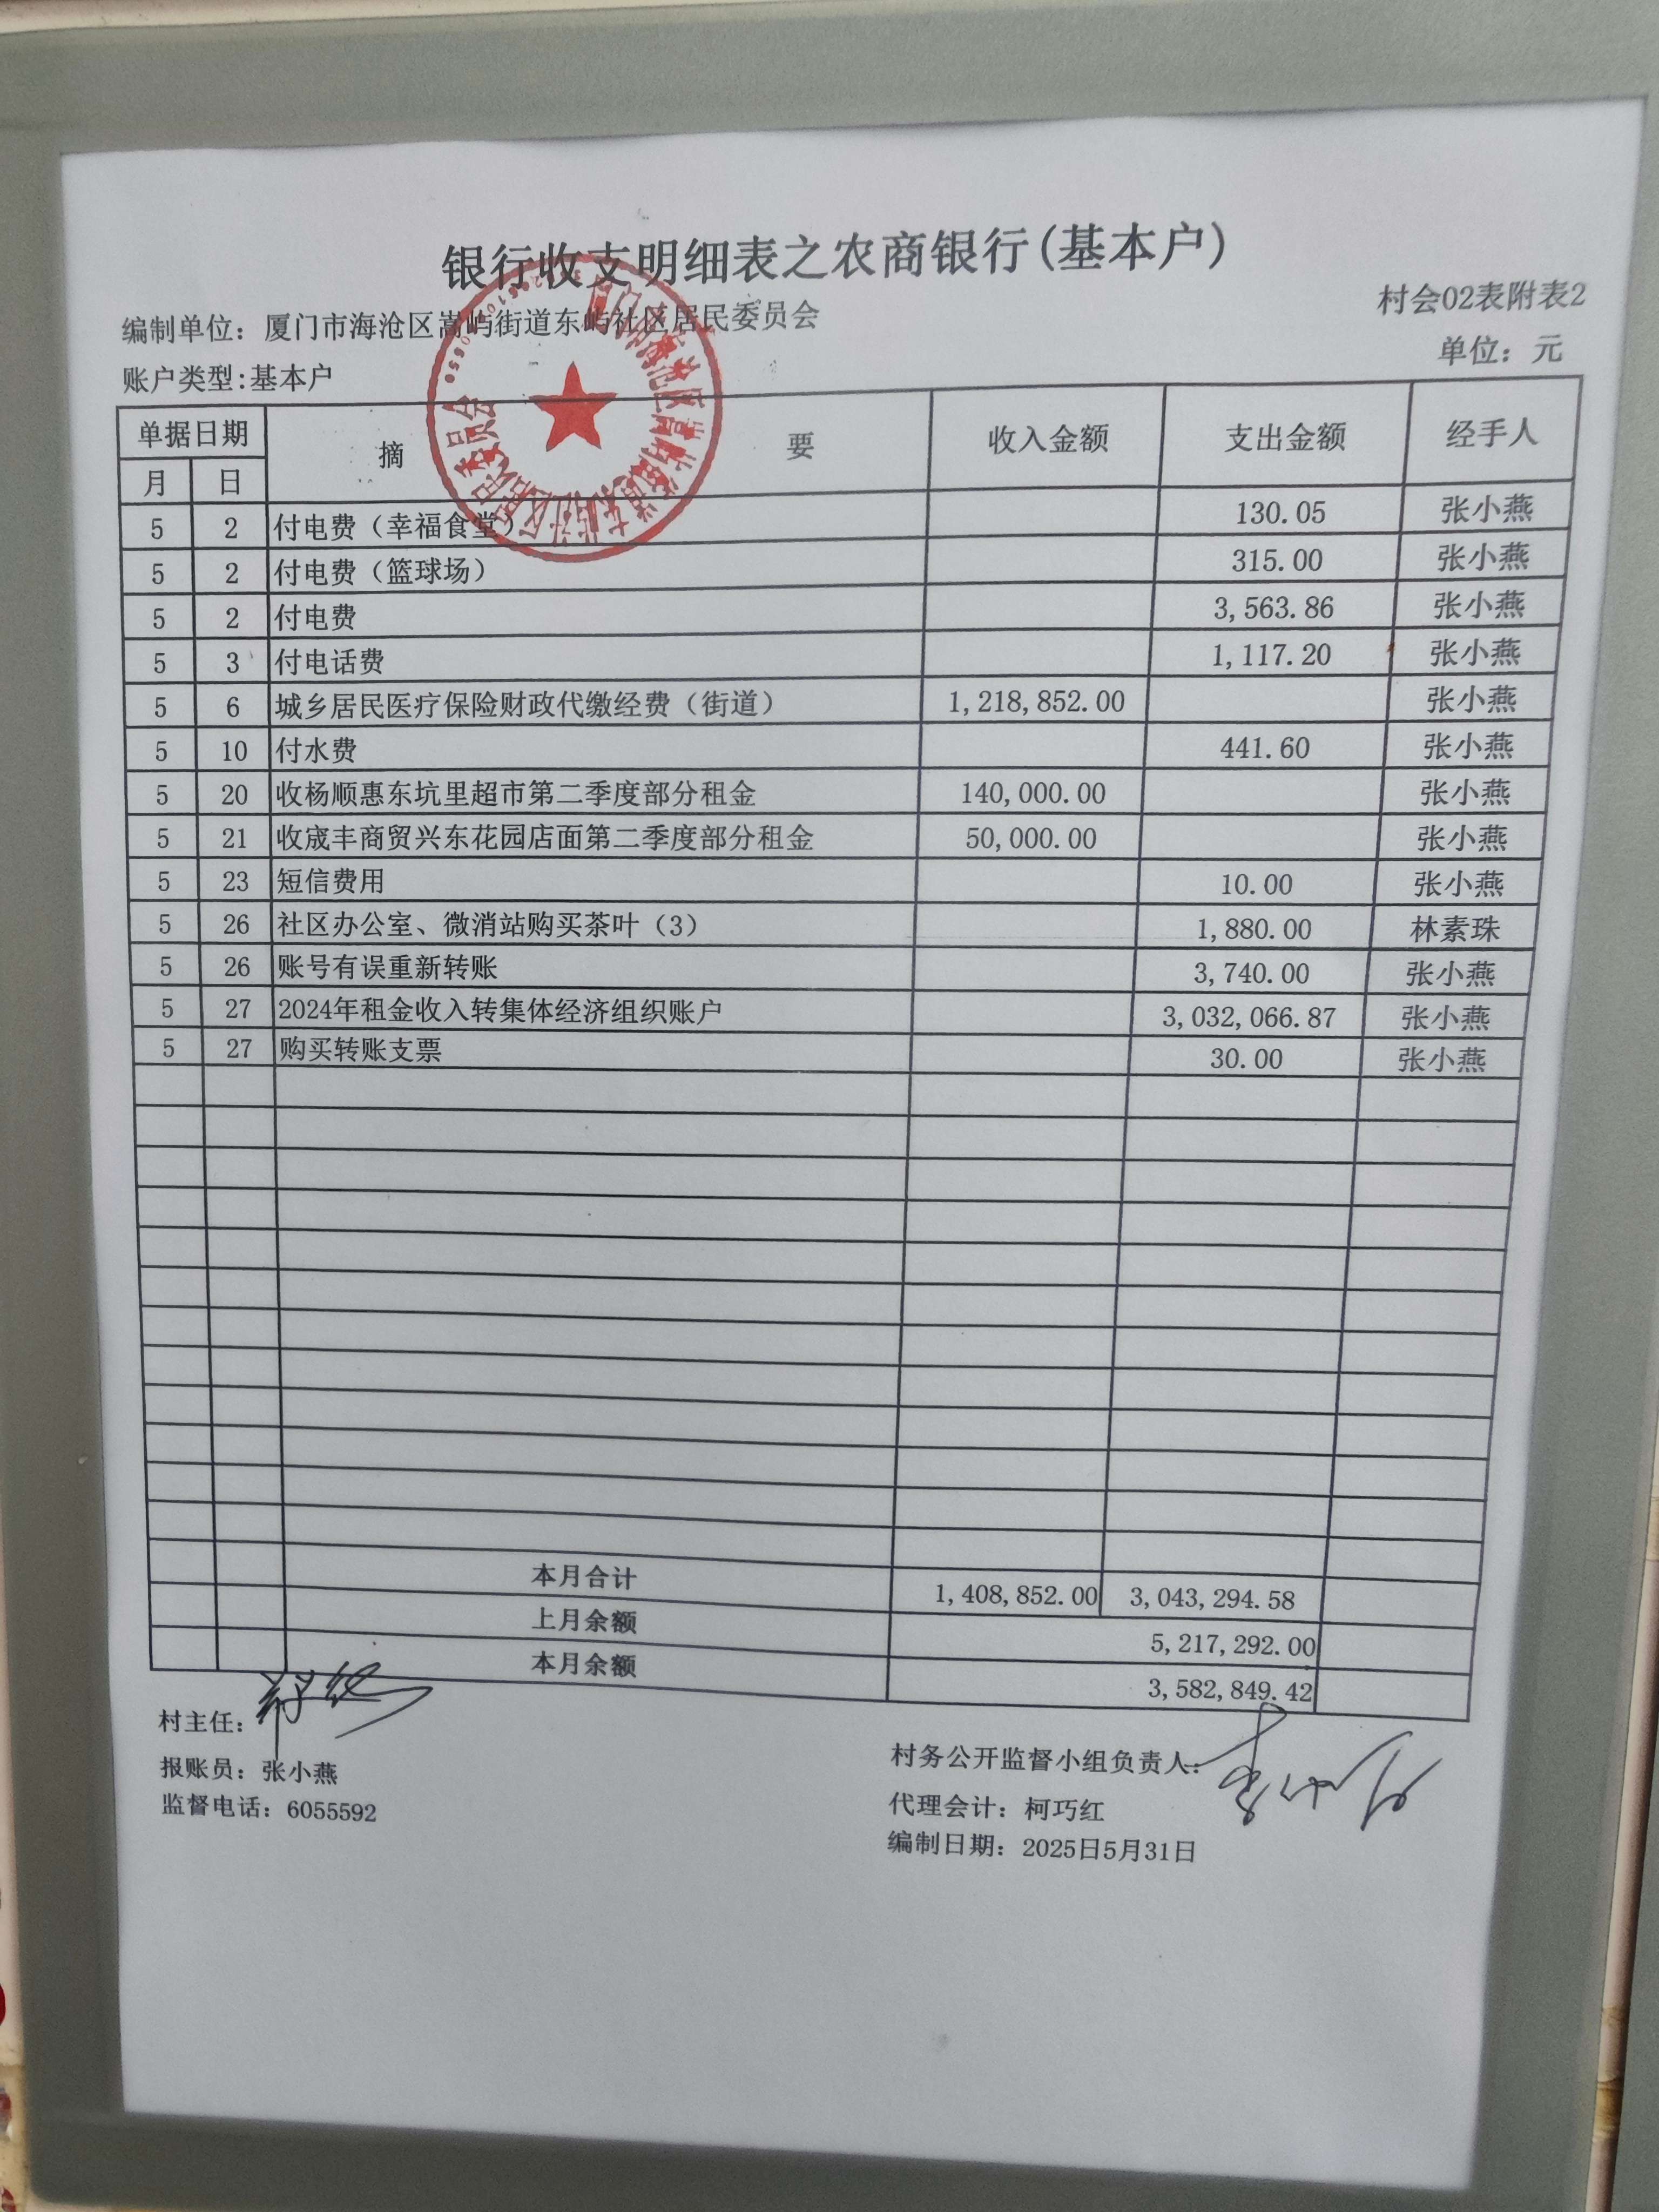 银行收支明细表之农商银行(基本户)
村会02表附表2
编制单位：厦门市海沧区嵩屿街道东屿社区居民委员会
单位：元
账户类型:基本户
单据日期 摘 要 收入金额 支出金额 经手人
月 日
5 2 付电费（幸福食堂） 130.05 张小燕
5 2 付电费（篮球场） 315.00 张小燕
5 2 付电费 3,563.86 张小燕
5 3 付电话费 1,117.20 张小燕
5 6 城乡居民医疗保险财政代缴经费（街道） 1,218,852.00 张小燕
5 10 付水费 441.60 张小燕
5 20 收杨顺惠东坑里超市第二季度部分租金 140,000.00 张小燕
5 21 收宬丰商贸兴东花园店面第二季度部分租金 50,000.00 张小燕
5 23 短信费用 10.00 张小燕
5 26 社区办公室、微消站购买茶叶（3） 1,880.00 林素珠
5 26 账号有误重新转账 3,740.00 张小燕
5 27 2024年租金收入转集体经济组织账户 3,032,066.87 张小燕
5 27 购买转账支票 30.00 张小燕
本月合计 1,408,852.00 3,043,294.58
上月余额 5,217,292.00
本月余额 3,582,849.42
村主任：
村务公开监督小组负责人：
报账员：张小燕
代理会计：柯巧红
监督电话：6055592
编制日期：2025日5月31日